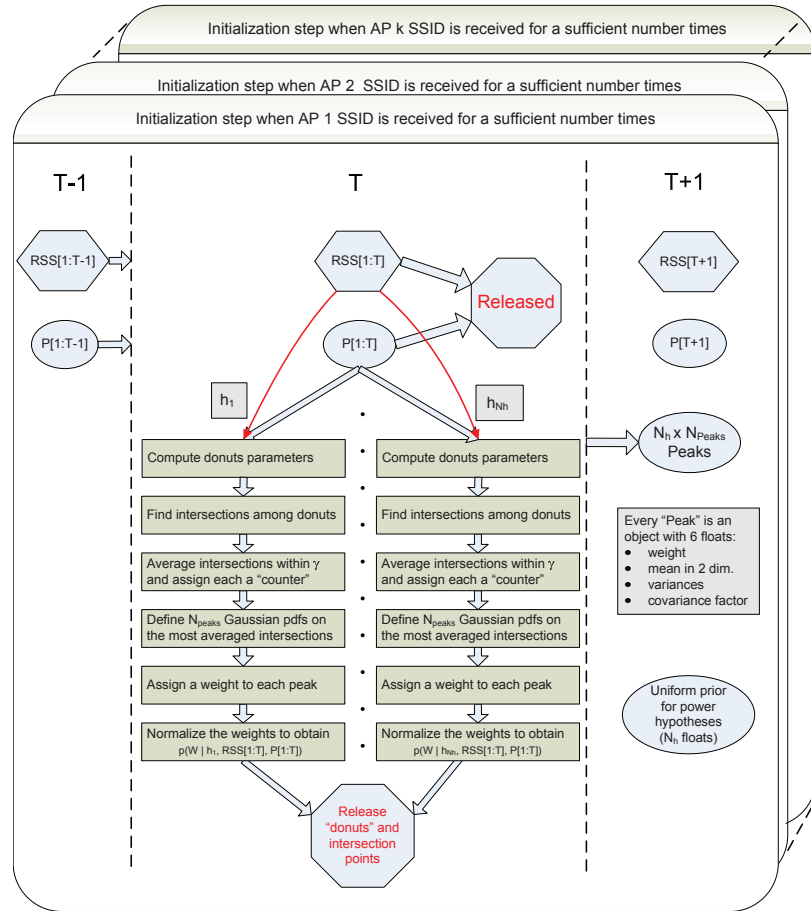 Initialization step when AP k SSID is received for a sufficient number times
Initialization step when AP 2 SSID is received for a sufficient number times
Initialization step when AP 1 SSID is received for a sufficient number times
T-1
T
T+1
RSS[1:T-1]
RSS[1:T]
RSS[T+1]
Released
P[1:T-1]
P[1:T]
P[T+1]
h1
hNh
Nh x NPeaks
Peaks
Compute donuts parameters
Compute donuts parameters
Find intersections among donuts
Find intersections among donuts
Every “Peak” is an
object with 6 floats:
• weight
• mean in 2 dim.
• variances
• covariance factor
Average intersections within γ
and assign each a “counter”
Average intersections within γ
and assign each a “counter”
Define Npeaks Gaussian pdfs on
the most averaged intersections
Define Npeaks Gaussian pdfs on
the most averaged intersections
Assign a weight to each peak
Assign a weight to each peak
Uniform prior
for power
hypotheses
(Nh floats)
Normalize the weights to obtain
p(W | h1, RSS[1:T], P[1:T])
Normalize the weights to obtain
p(W | hNh, RSS[1:T], P[1:T])
Release
“donuts” and
intersection
points